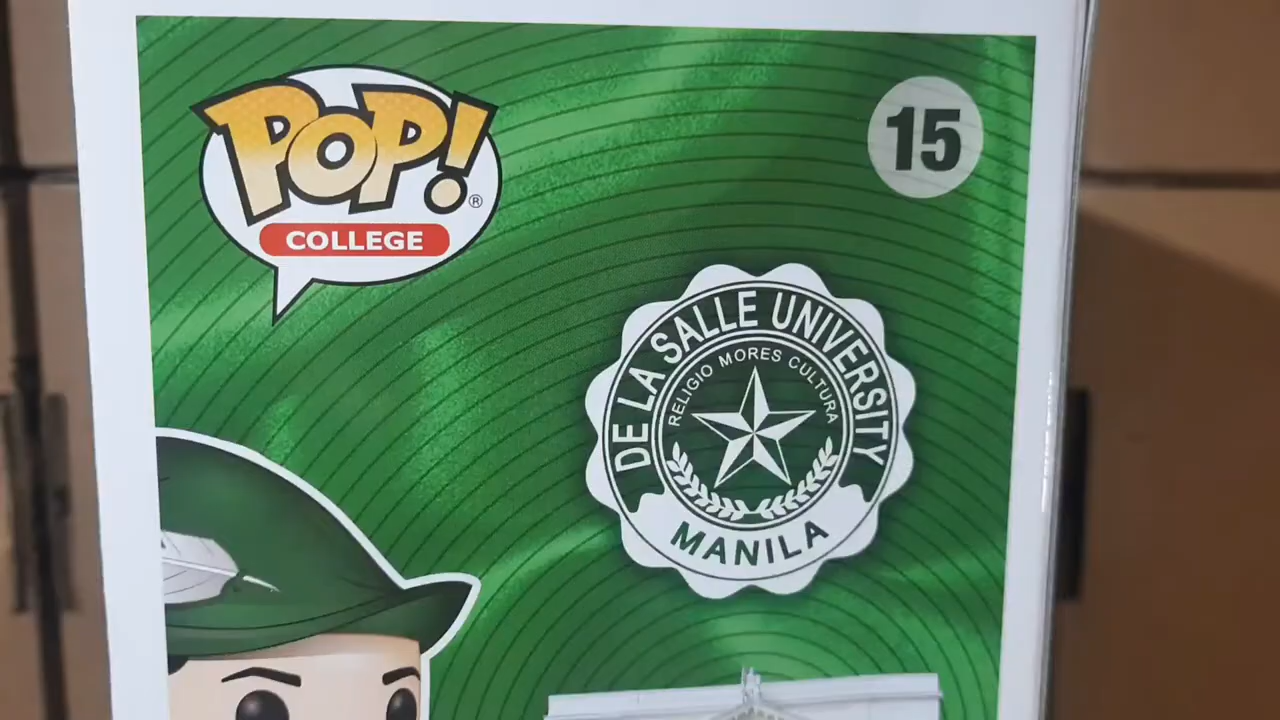 POP!
®
COLLEGE
15
DE LA SALLE UNIVERSITY
RELIGIO MORES CULTURA
MANILA